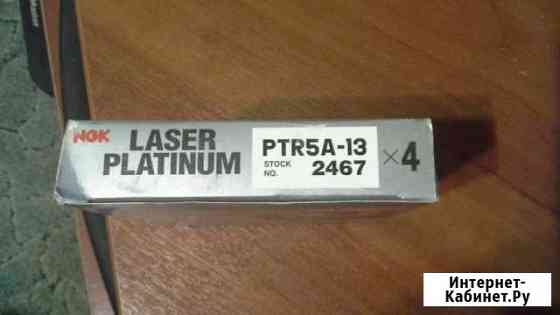 NGK
LASER
PLATINUM
PTR5A-13
STOCK
NO.
2467
×4
Интернет-
Кабинет.Ру